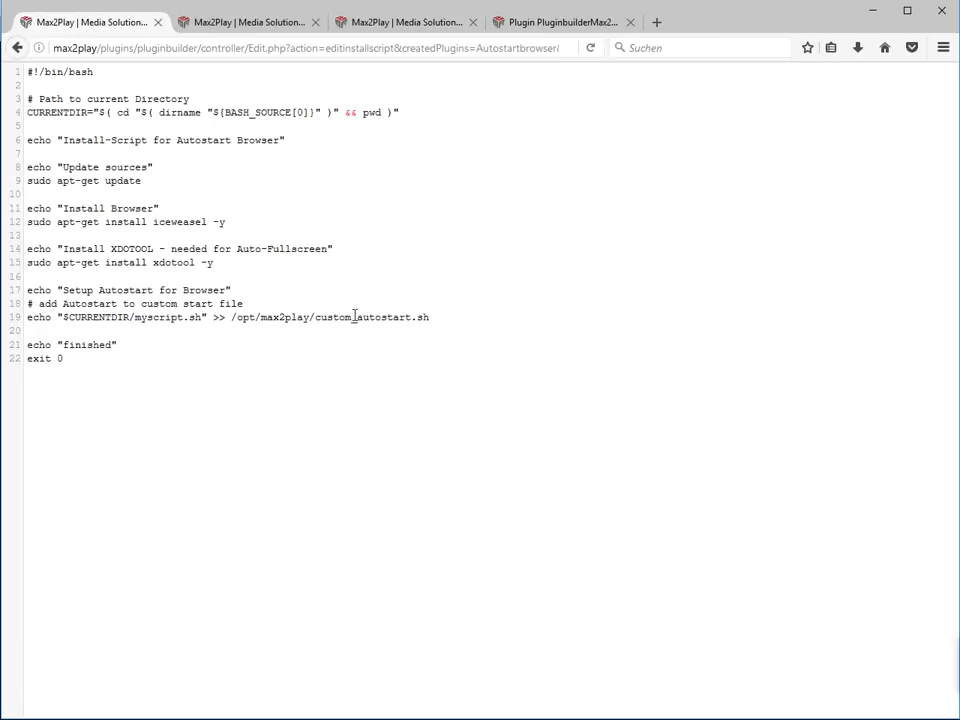 Max2Play | Media Solution...
Max2Play | Media Solution...
Max2Play | Media Solution...
Plugin PluginbuilderMax2...
max2play/plugins/pluginbuilder/controller/Edit.php?action=editinstallscript&createdPlugins=Autostartbrowser/
Suchen
1 #!/bin/bash
2
3 # Path to current Directory
4 CURRENTDIR="$( cd "$( dirname "${BASH_SOURCE[0]}" )" && pwd )"
5
6 echo "Install-Script for Autostart Browser"
7
8 echo "Update sources"
9 sudo apt-get update
10
11 echo "Install Browser"
12 sudo apt-get install iceweasel -y
13
14 echo "Install XDOTOOL - needed for Auto-Fullscreen"
15 sudo apt-get install xdotool -y
16
17 echo "Setup Autostart for Browser"
18 # add Autostart to custom start file
19 echo "$CURRENTDIR/myscript.sh" >> /opt/max2play/custom_autostart.sh
20
21 echo "finished"
22 exit 0